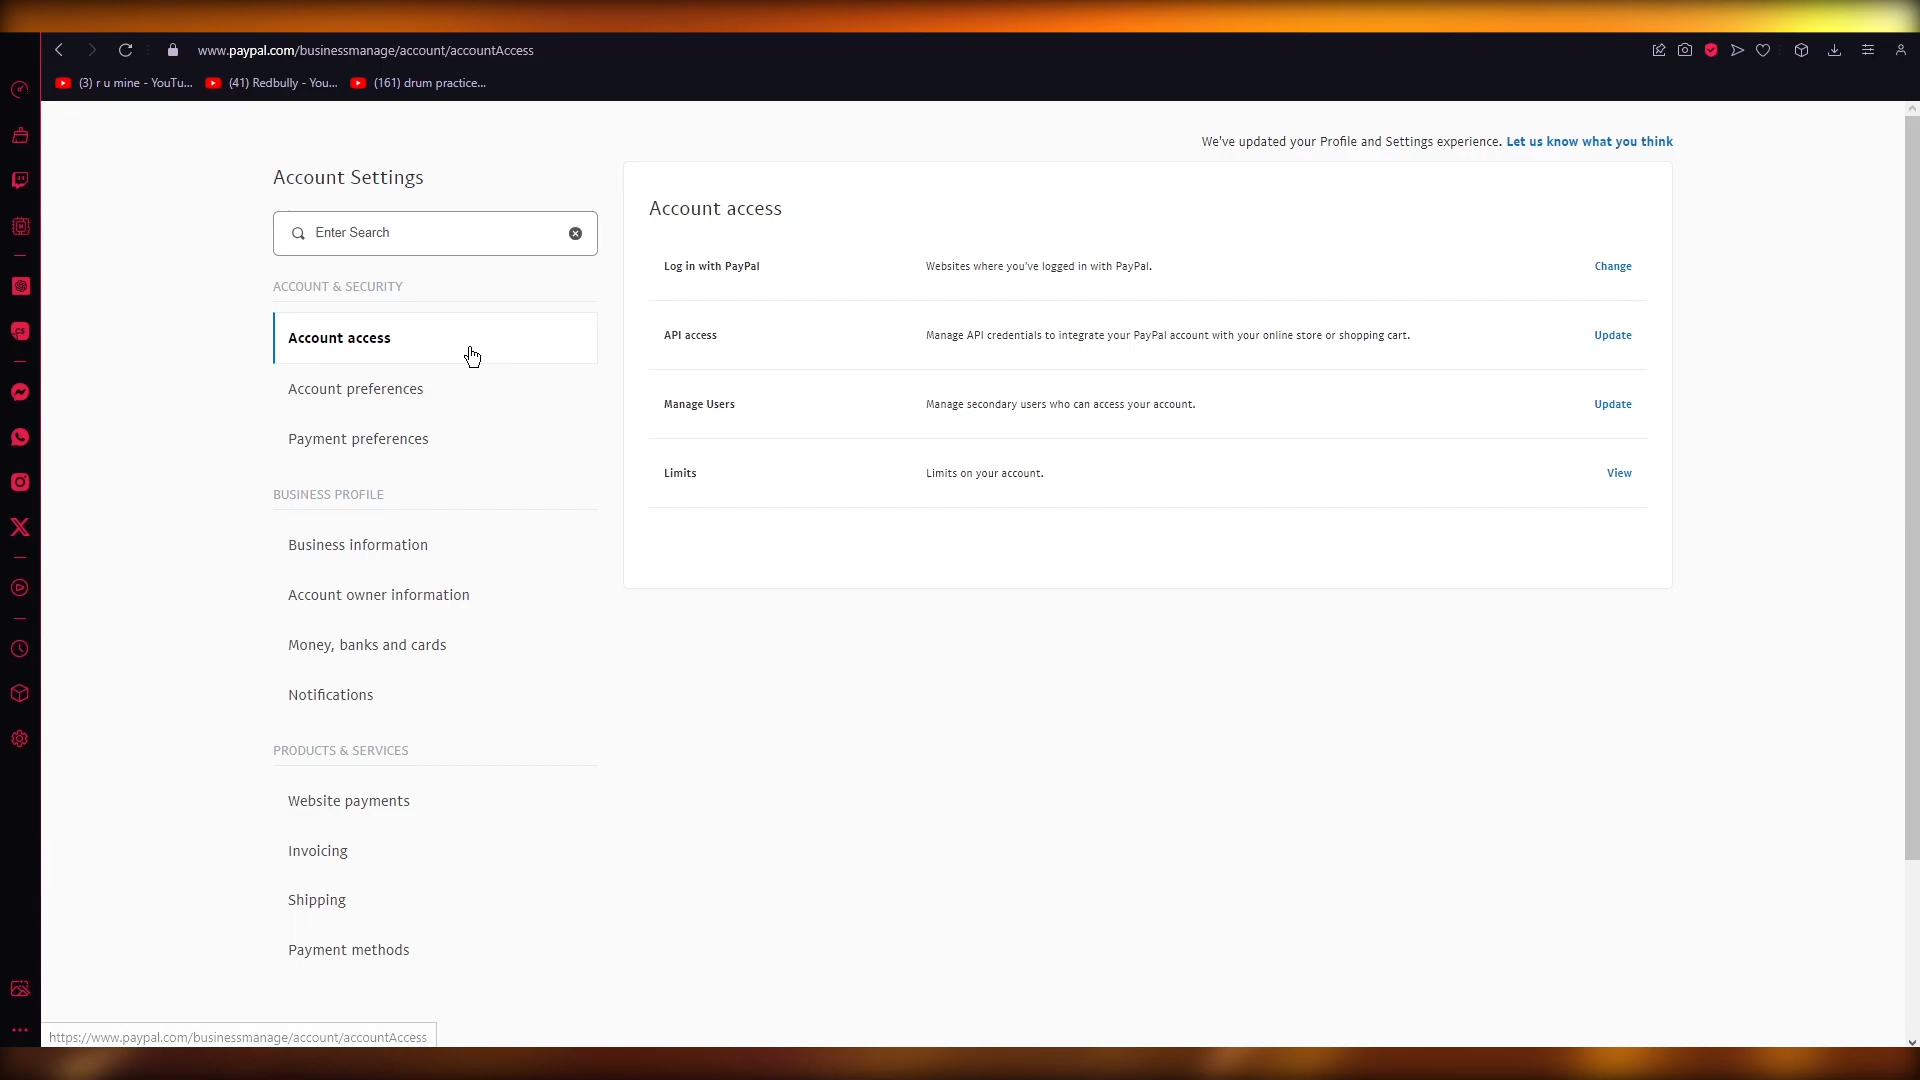 www.paypal.com/businessmanage/account/accountAccess
(3) r u mine - YouTu... (41) Redbully - You... (161) drum practice...
We've updated your Profile and Settings experience. Let us know what you think
Account Settings
Enter Search
ACCOUNT & SECURITY
Account access
Account preferences
Payment preferences
BUSINESS PROFILE
Business information
Account owner information
Money, banks and cards
Notifications
PRODUCTS & SERVICES
Website payments
Invoicing
Shipping
Payment methods
Account access
Log in with PayPal Websites where you've logged in with PayPal. Change
API access Manage API credentials to integrate your PayPal account with your online store or shopping cart. Update
Manage Users Manage secondary users who can access your account. Update
Limits Limits on your account. View
https://www.paypal.com/businessmanage/account/accountAccess